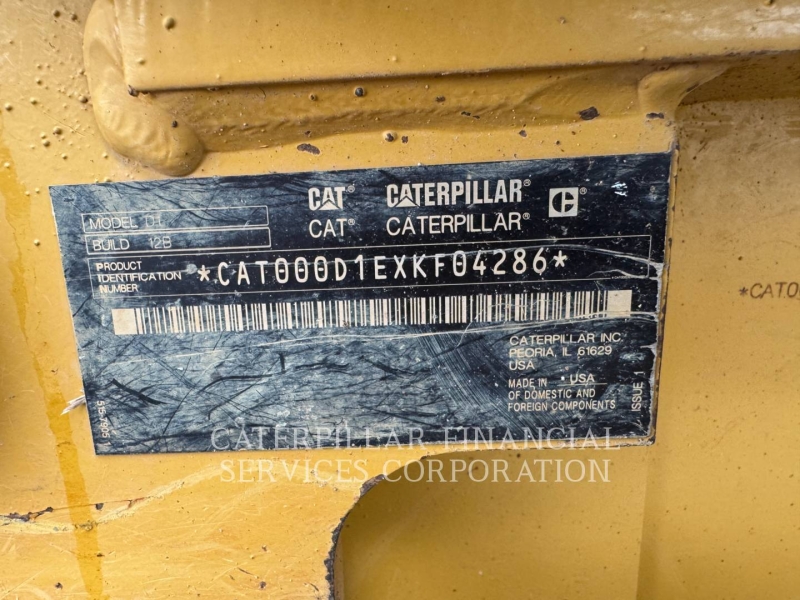 CAT® CATERPILLAR®
CAT® CATERPILLAR®
MODEL D1
BUILD 12B
PRODUCT
IDENTIFICATION
NUMBER
*CAT000D1EXKF04286*
CATERPILLAR INC.
PEORIA, IL 61629
USA
MADE IN USA
OF DOMESTIC AND
FOREIGN COMPONENTS
ISSUE 1
*CAT0
CATERPILLAR FINANCIAL
SERVICES CORPORATION